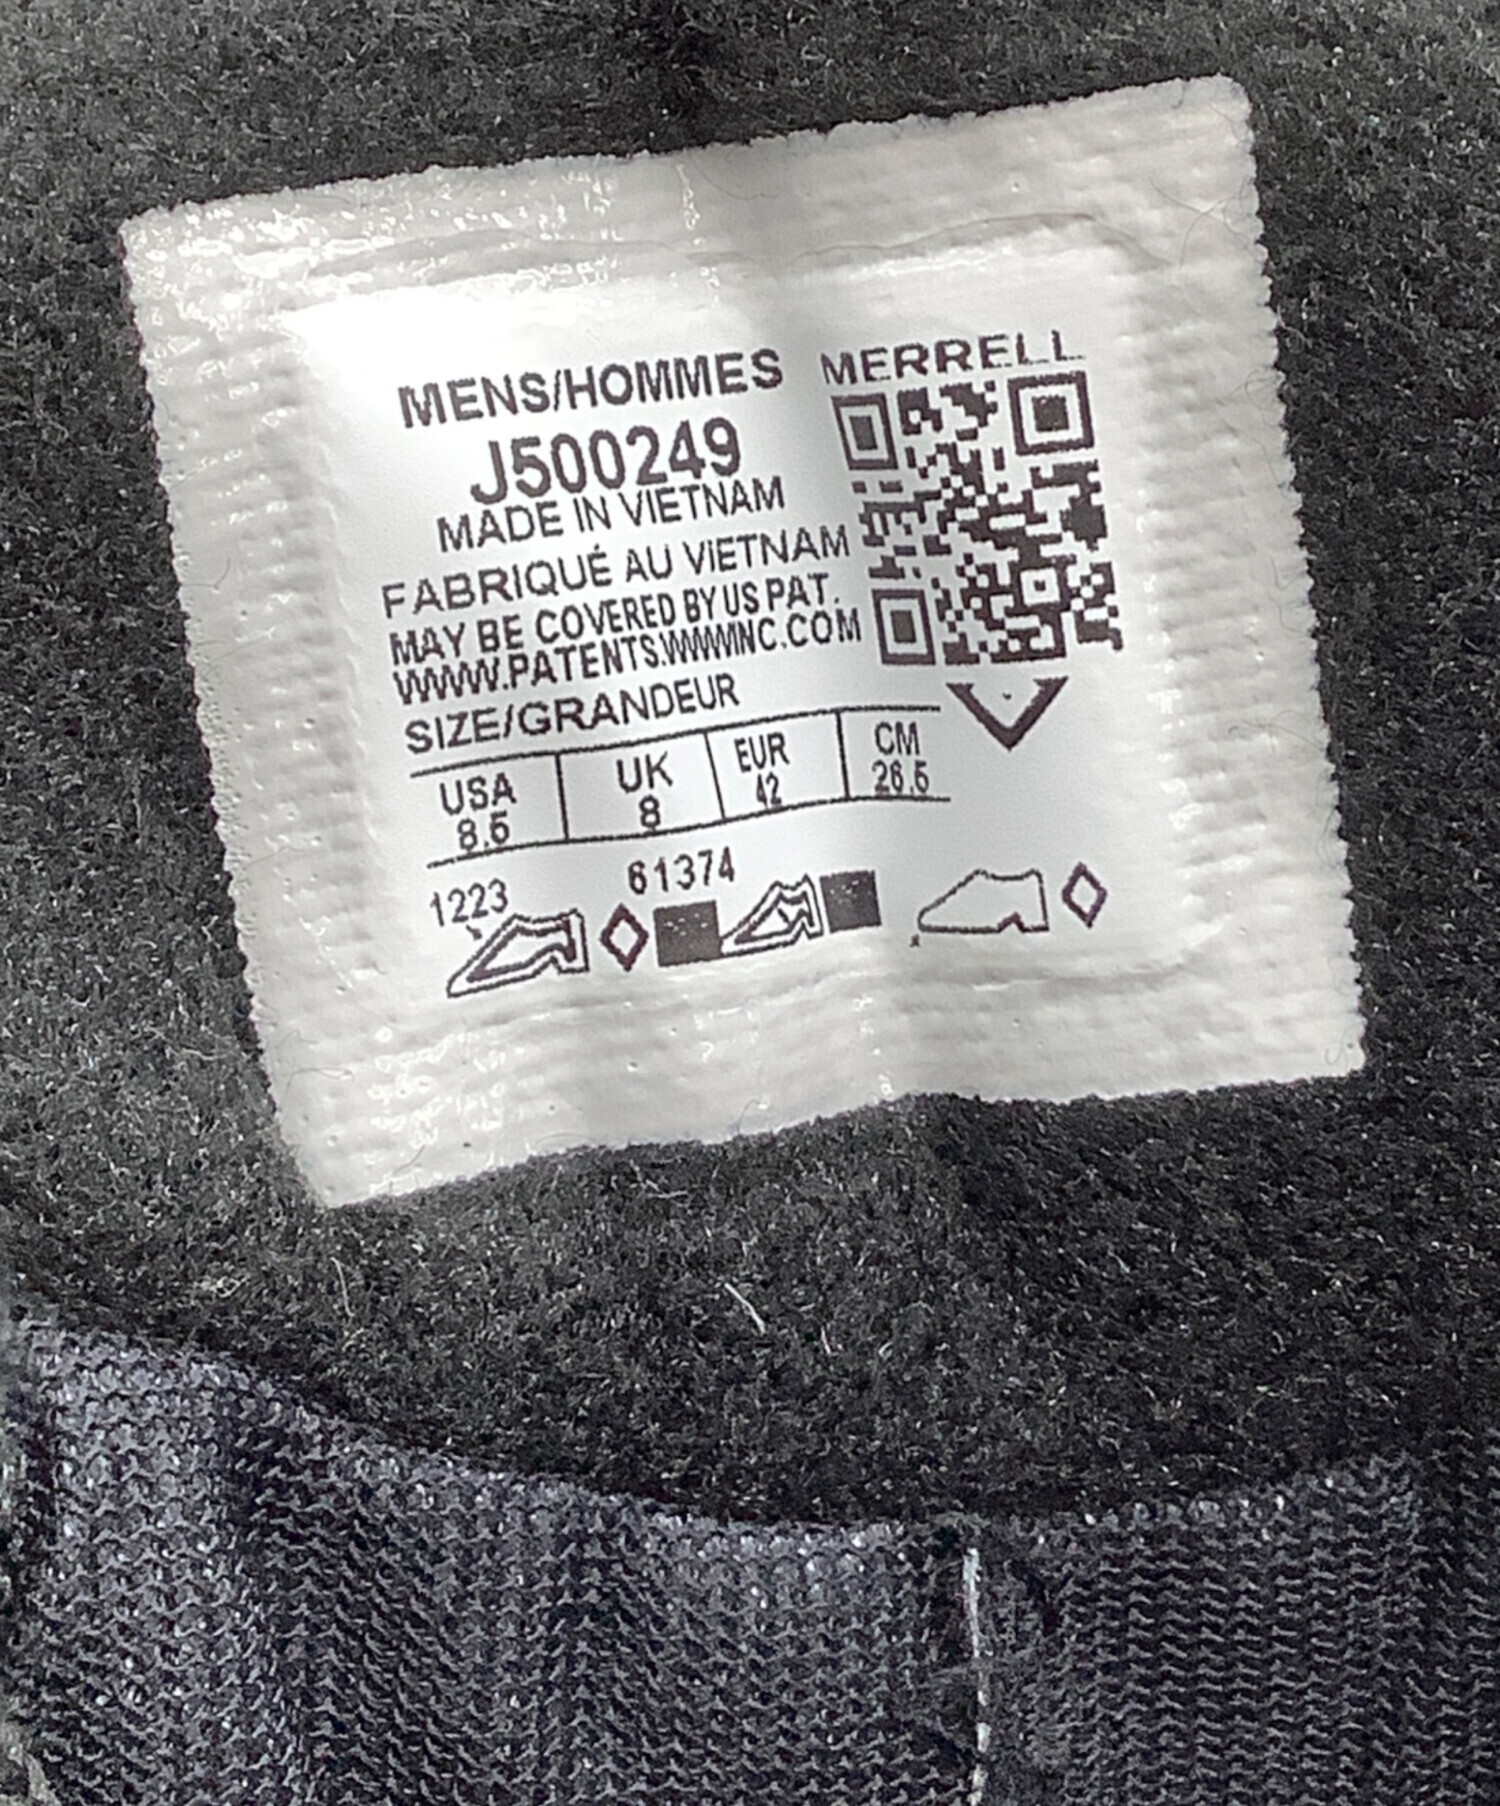 MENS/HOMMES
MERRELL
J500249
MADE IN VIETNAM
FABRIQUÉ AU VIETNAM
MAY BE COVERED BY US PAT.
WWW.PATENTS.WWWINC.COM
SIZE/GRANDEUR
USA UK EUR CM
8.5 8 42 26.5
1223 61374